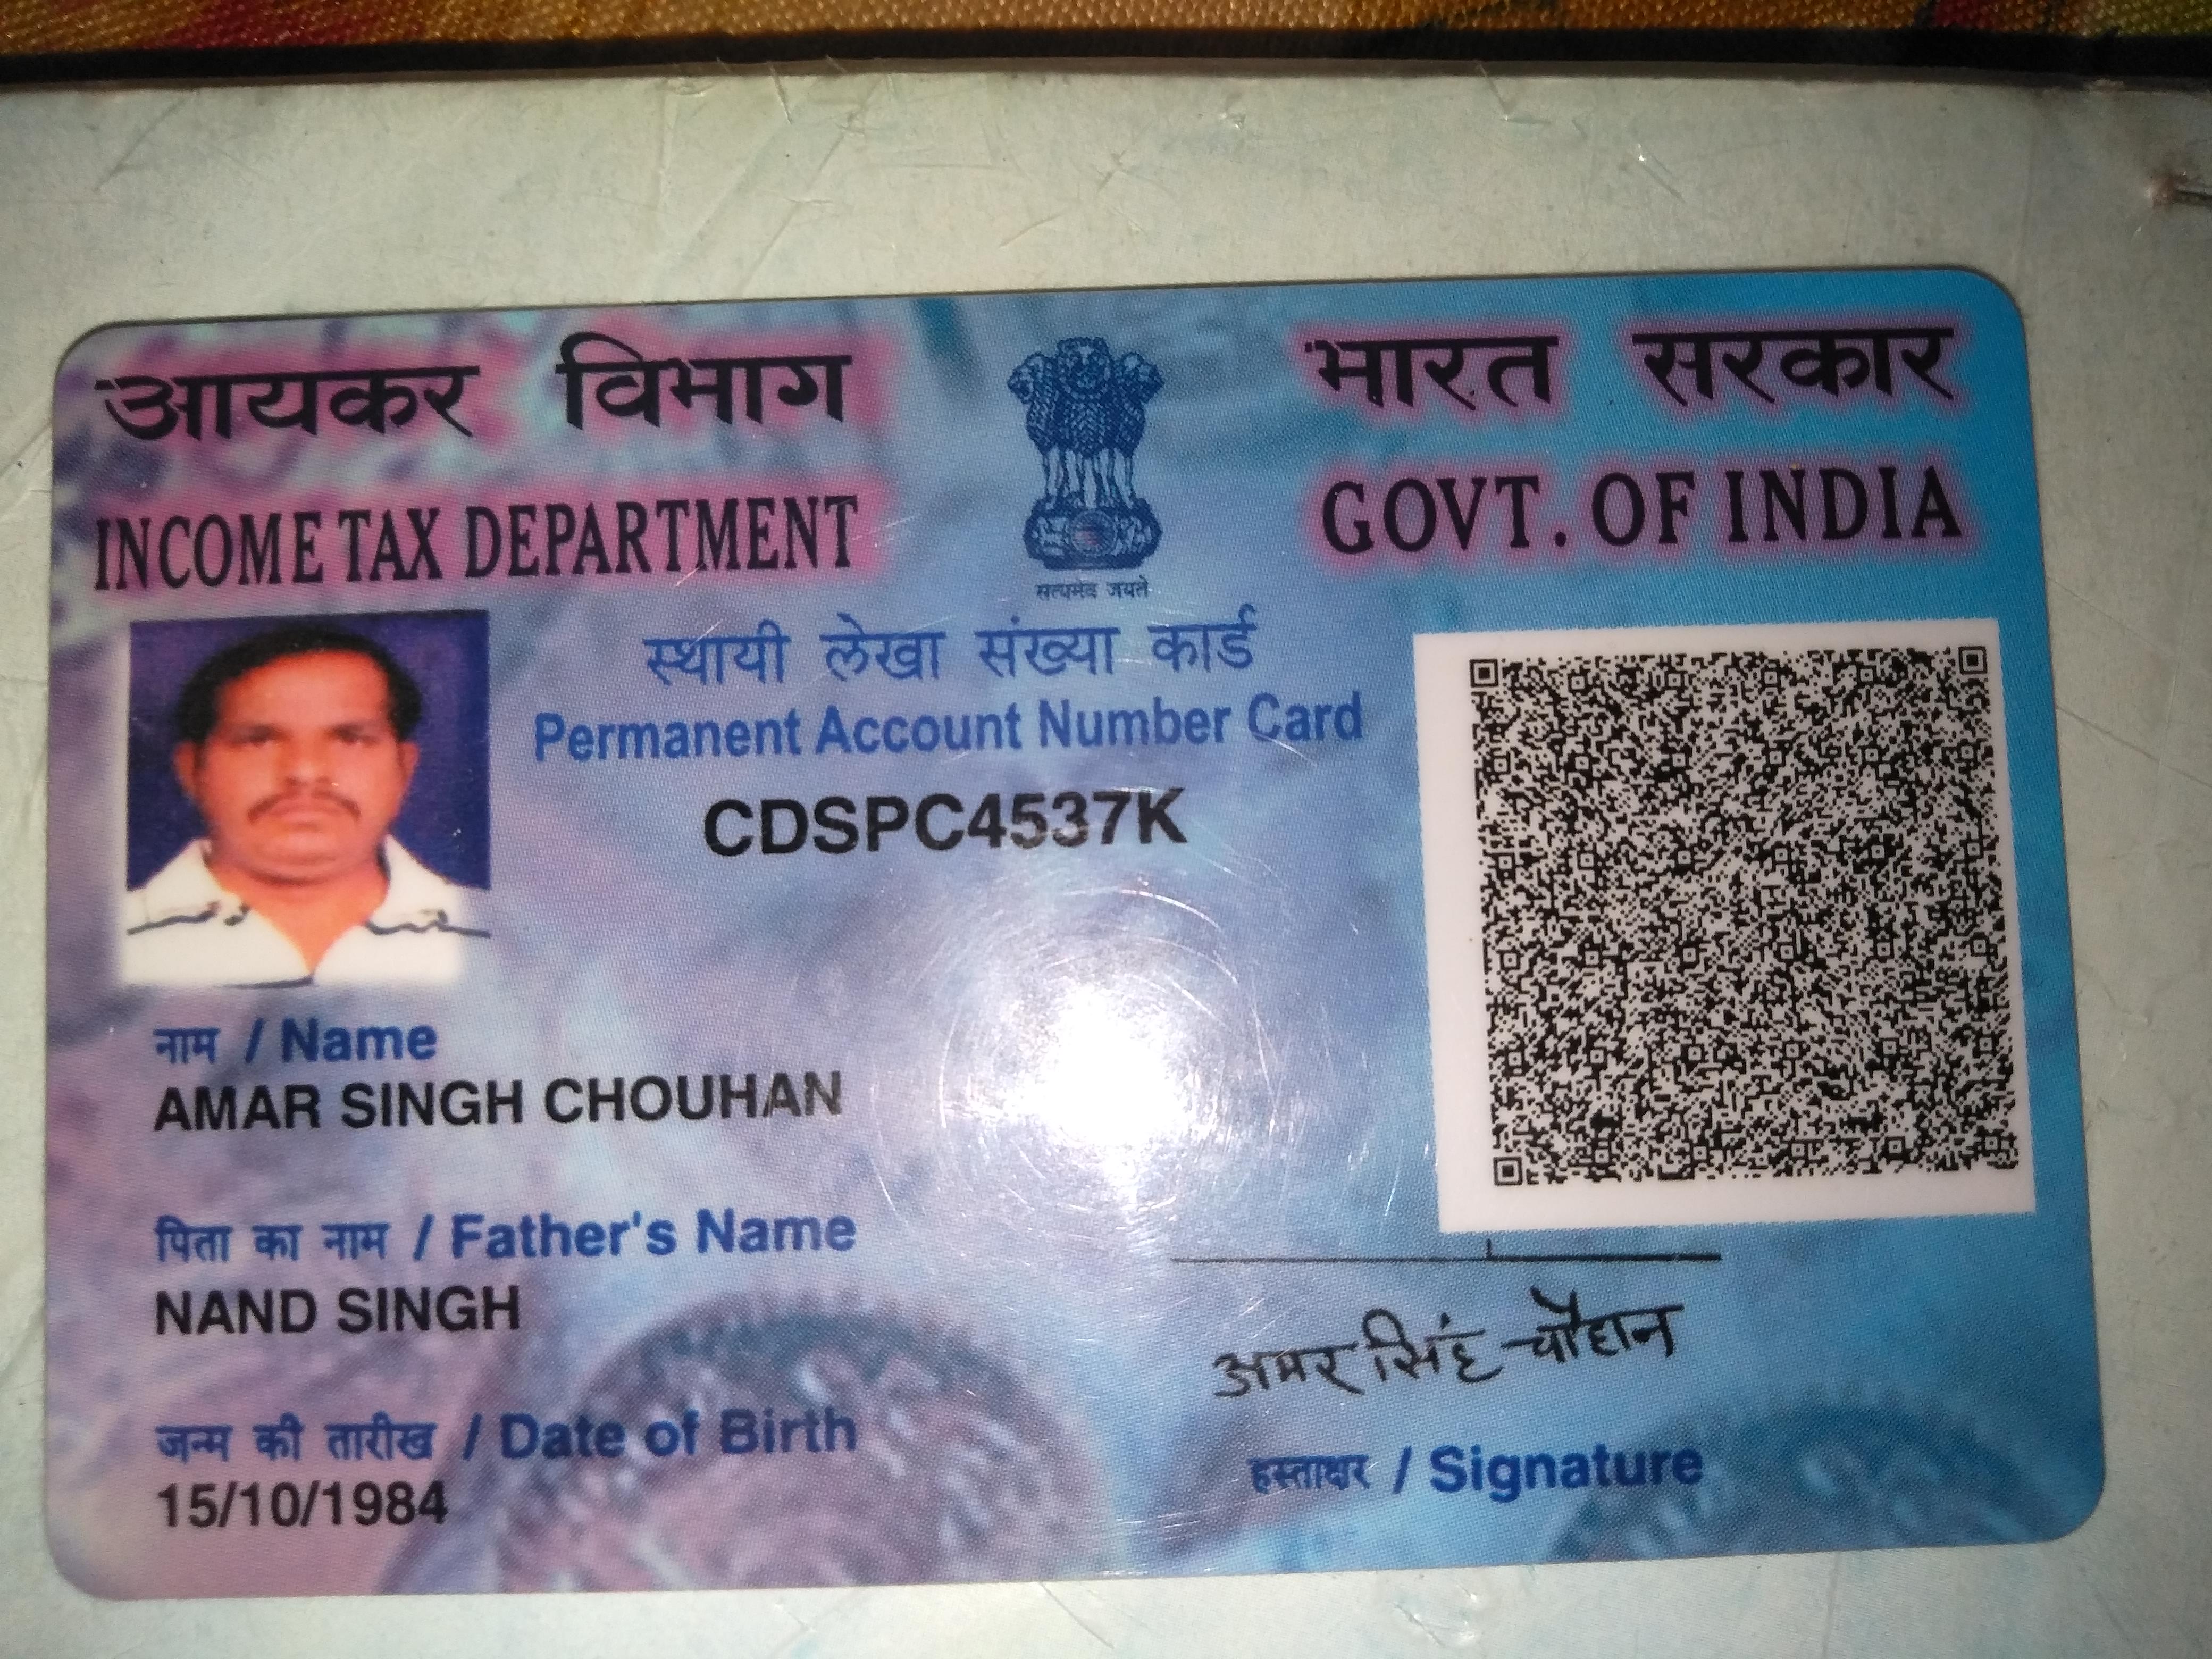 आयकर विभाग
INCOME TAX DEPARTMENT
सत्यमेव जयते
भारत सरकार
GOVT. OF INDIA
स्थायी लेखा संख्या कार्ड
Permanent Account Number Card
CDSPC4537K
नाम / Name
AMAR SINGH CHOUHAN
पिता का नाम / Father's Name
NAND SINGH
जन्म की तारीख / Date of Birth
15/10/1984
अमर सिंह चौहान
हस्ताक्षर / Signature